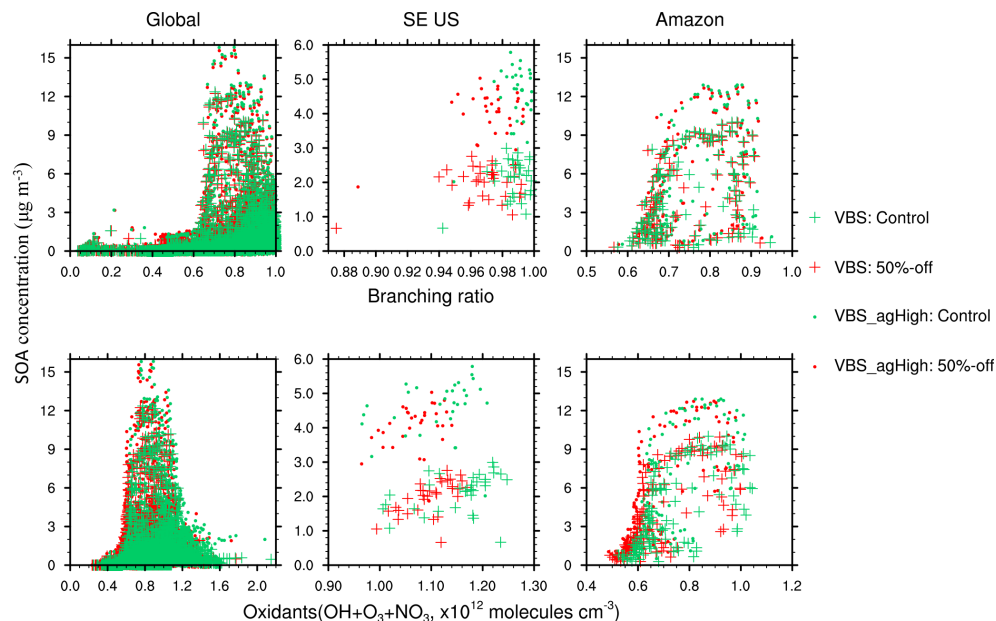 Global
SE US
Amazon
SOA concentration (µg m⁻³)
15
12
9
6
3
0
0.0 0.2 0.4 0.6 0.8 1.0
6.0
5.0
4.0
3.0
2.0
1.0
0.0
0.88 0.90 0.92 0.94 0.96 0.98 1.00
15
12
9
6
3
0
0.5 0.6 0.7 0.8 0.9 1.0
Branching ratio
VBS: Control
VBS: 50%-off
VBS_agHigh: Control
VBS_agHigh: 50%-off
15
12
9
6
3
0
0.0 0.4 0.8 1.2 1.6 2.0
6.0
5.0
4.0
3.0
2.0
1.0
0.0
0.90 1.00 1.10 1.20 1.30
15
12
9
6
3
0
0.4 0.6 0.8 1.0 1.2
Oxidants(OH+O₃+NO₃, x10¹² molecules cm⁻³)